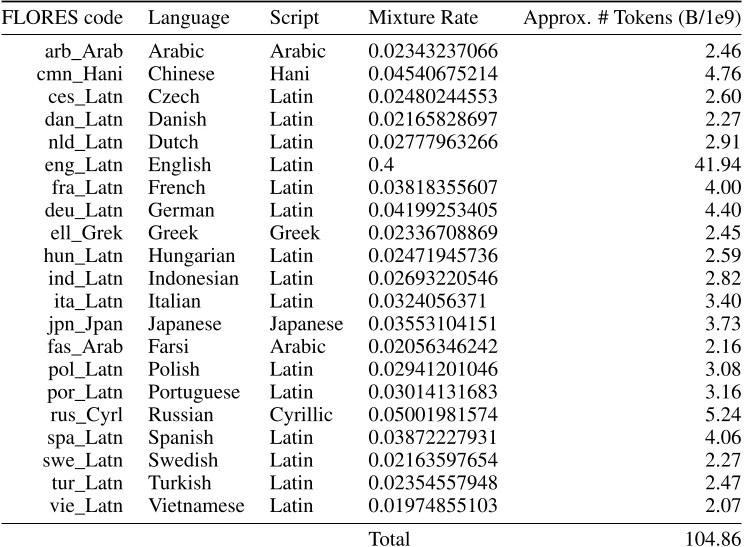 FLORES code Language Script Mixture Rate Approx. # Tokens (B/1e9)
arb_Arab Arabic Arabic 0.02343237066 2.46
cmn_Hani Chinese Hani 0.04540675214 4.76
ces_Latn Czech Latin 0.02480244553 2.60
dan_Latn Danish Latin 0.02165828697 2.27
nld_Latn Dutch Latin 0.02777963266 2.91
eng_Latn English Latin 0.4 41.94
fra_Latn French Latin 0.03818355607 4.00
deu_Latn German Latin 0.04199253405 4.40
ell_Grek Greek Greek 0.02336708869 2.45
hun_Latn Hungarian Latin 0.02471945736 2.59
ind_Latn Indonesian Latin 0.02693220546 2.82
ita_Latn Italian Latin 0.0324056371 3.40
jpn_Jpan Japanese Japanese 0.03553104151 3.73
fas_Arab Farsi Arabic 0.02056346242 2.16
pol_Latn Polish Latin 0.02941201046 3.08
por_Latn Portuguese Latin 0.03014131683 3.16
rus_Cyrl Russian Cyrillic 0.05001981574 5.24
spa_Latn Spanish Latin 0.03872227931 4.06
swe_Latn Swedish Latin 0.02163597654 2.27
tur_Latn Turkish Latin 0.02354557948 2.47
vie_Latn Vietnamese Latin 0.01974855103 2.07
Total 104.86